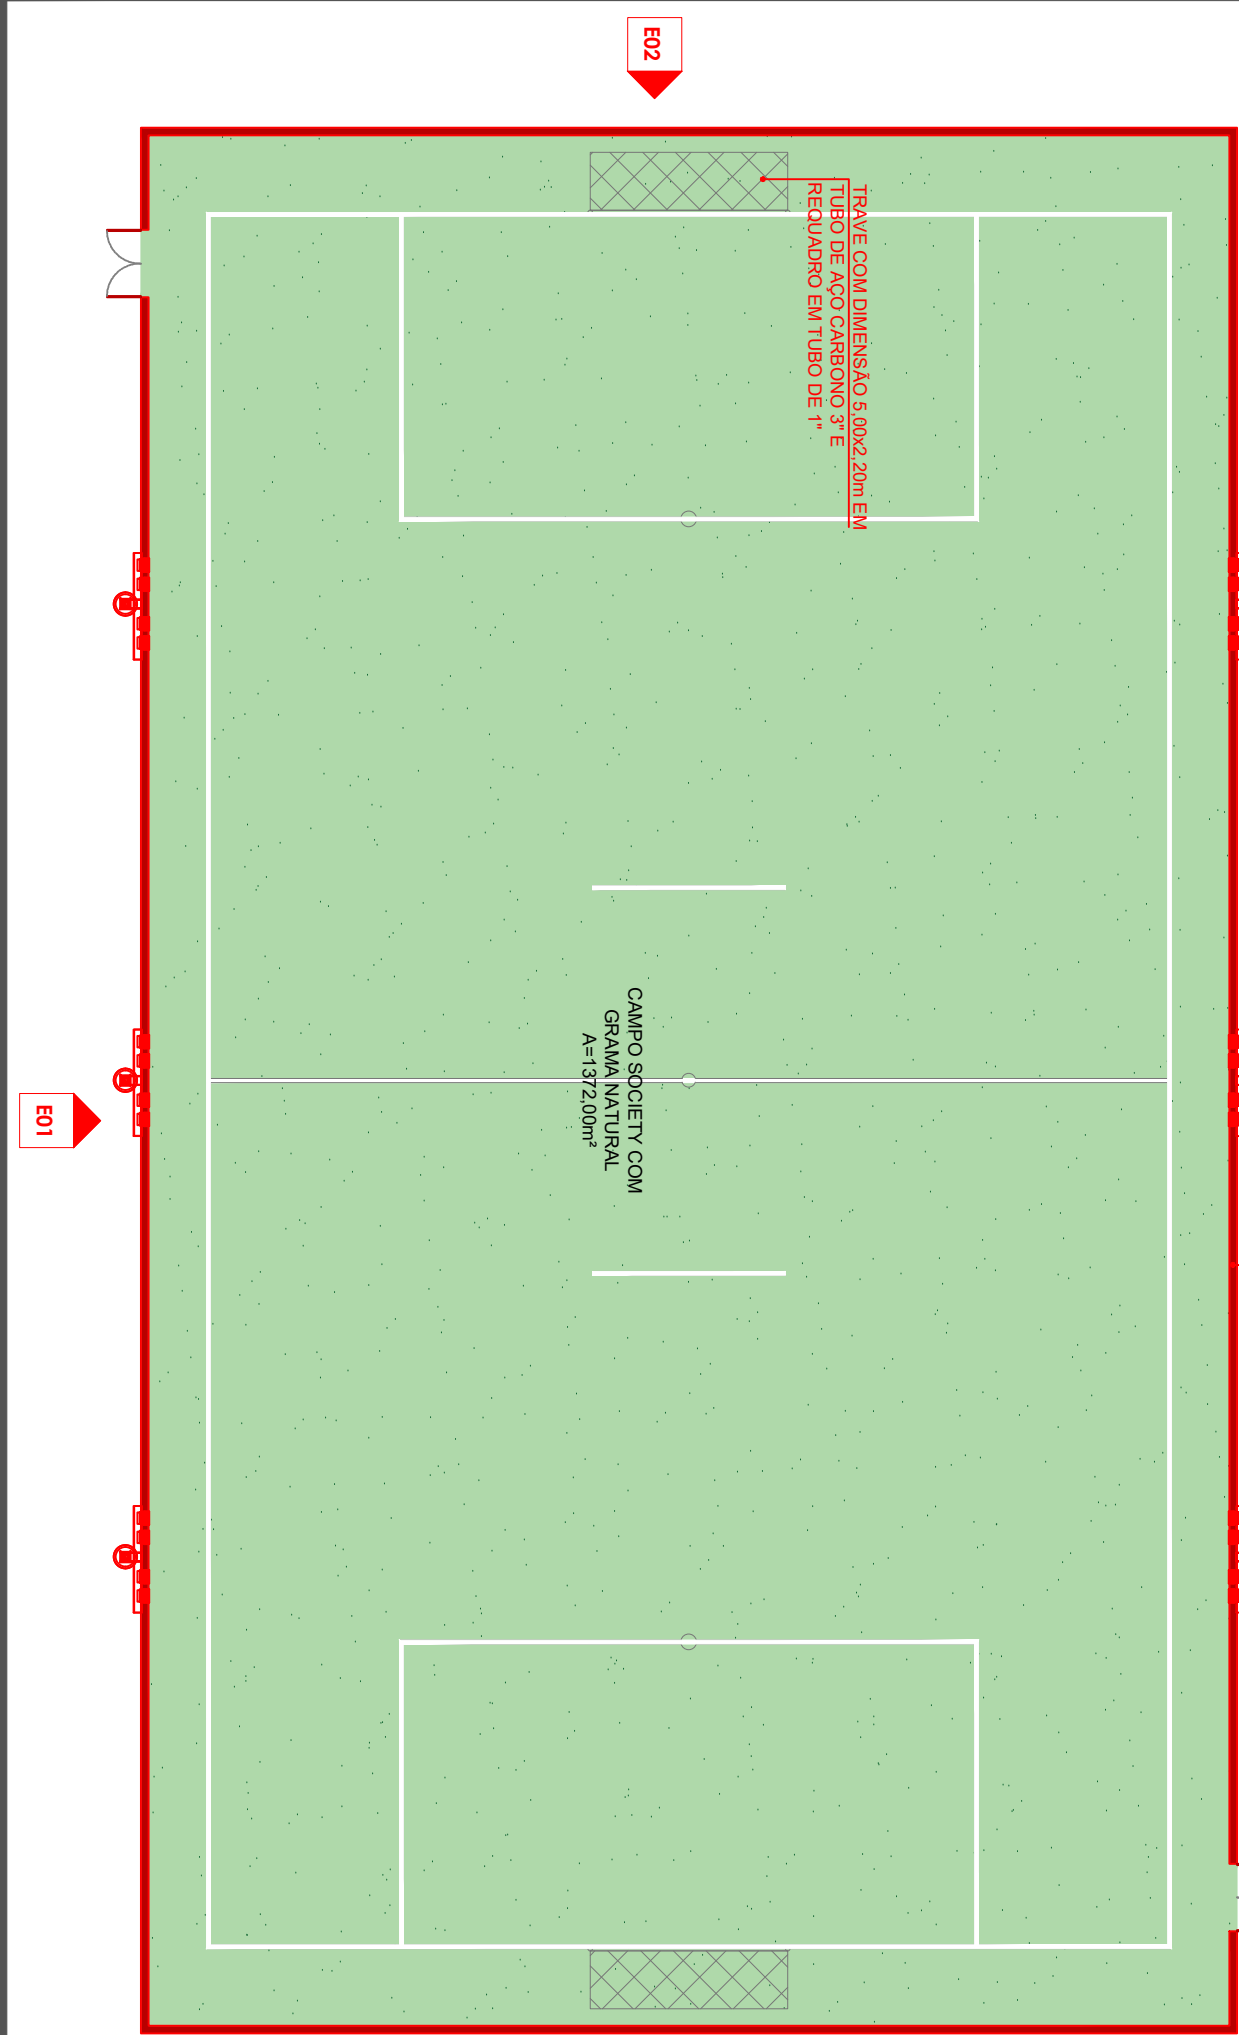 E02
TRAVE COM DIMENSÃO 5,00x2,20m EM
TUBO DE AÇO CARBONO 3" E
REQUADRO EM TUBO DE 1"
CAMPO SOCIETY COM
GRAMA NATURAL
A=1372,00m²
E01